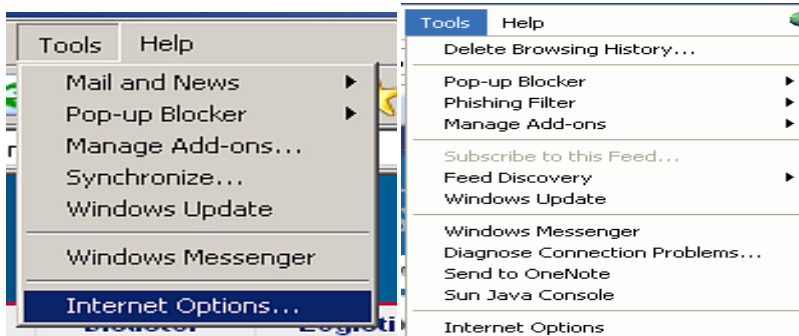 Tools Help
Mail and News
Pop-up Blocker
Manage Add-ons...
Synchronize...
Windows Update
Windows Messenger
Internet Options...
Tools Help
Delete Browsing History...
Pop-up Blocker
Phishing Filter
Manage Add-ons
Subscribe to this Feed...
Feed Discovery
Windows Update
Windows Messenger
Diagnose Connection Problems...
Send to OneNote
Sun Java Console
Internet Options